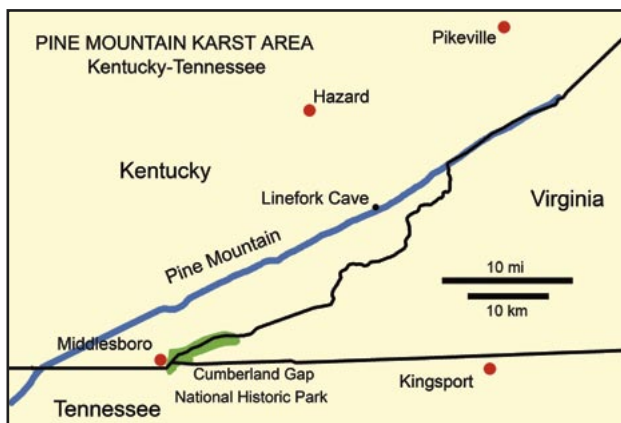 PINE MOUNTAIN KARST AREA
Kentucky-Tennessee
Pikeville
Hazard
Kentucky
Linefork Cave
Virginia
Pine Mountain
10 mi
10 km
Middlesboro
Cumberland Gap
National Historic Park
Kingsport
Tennessee